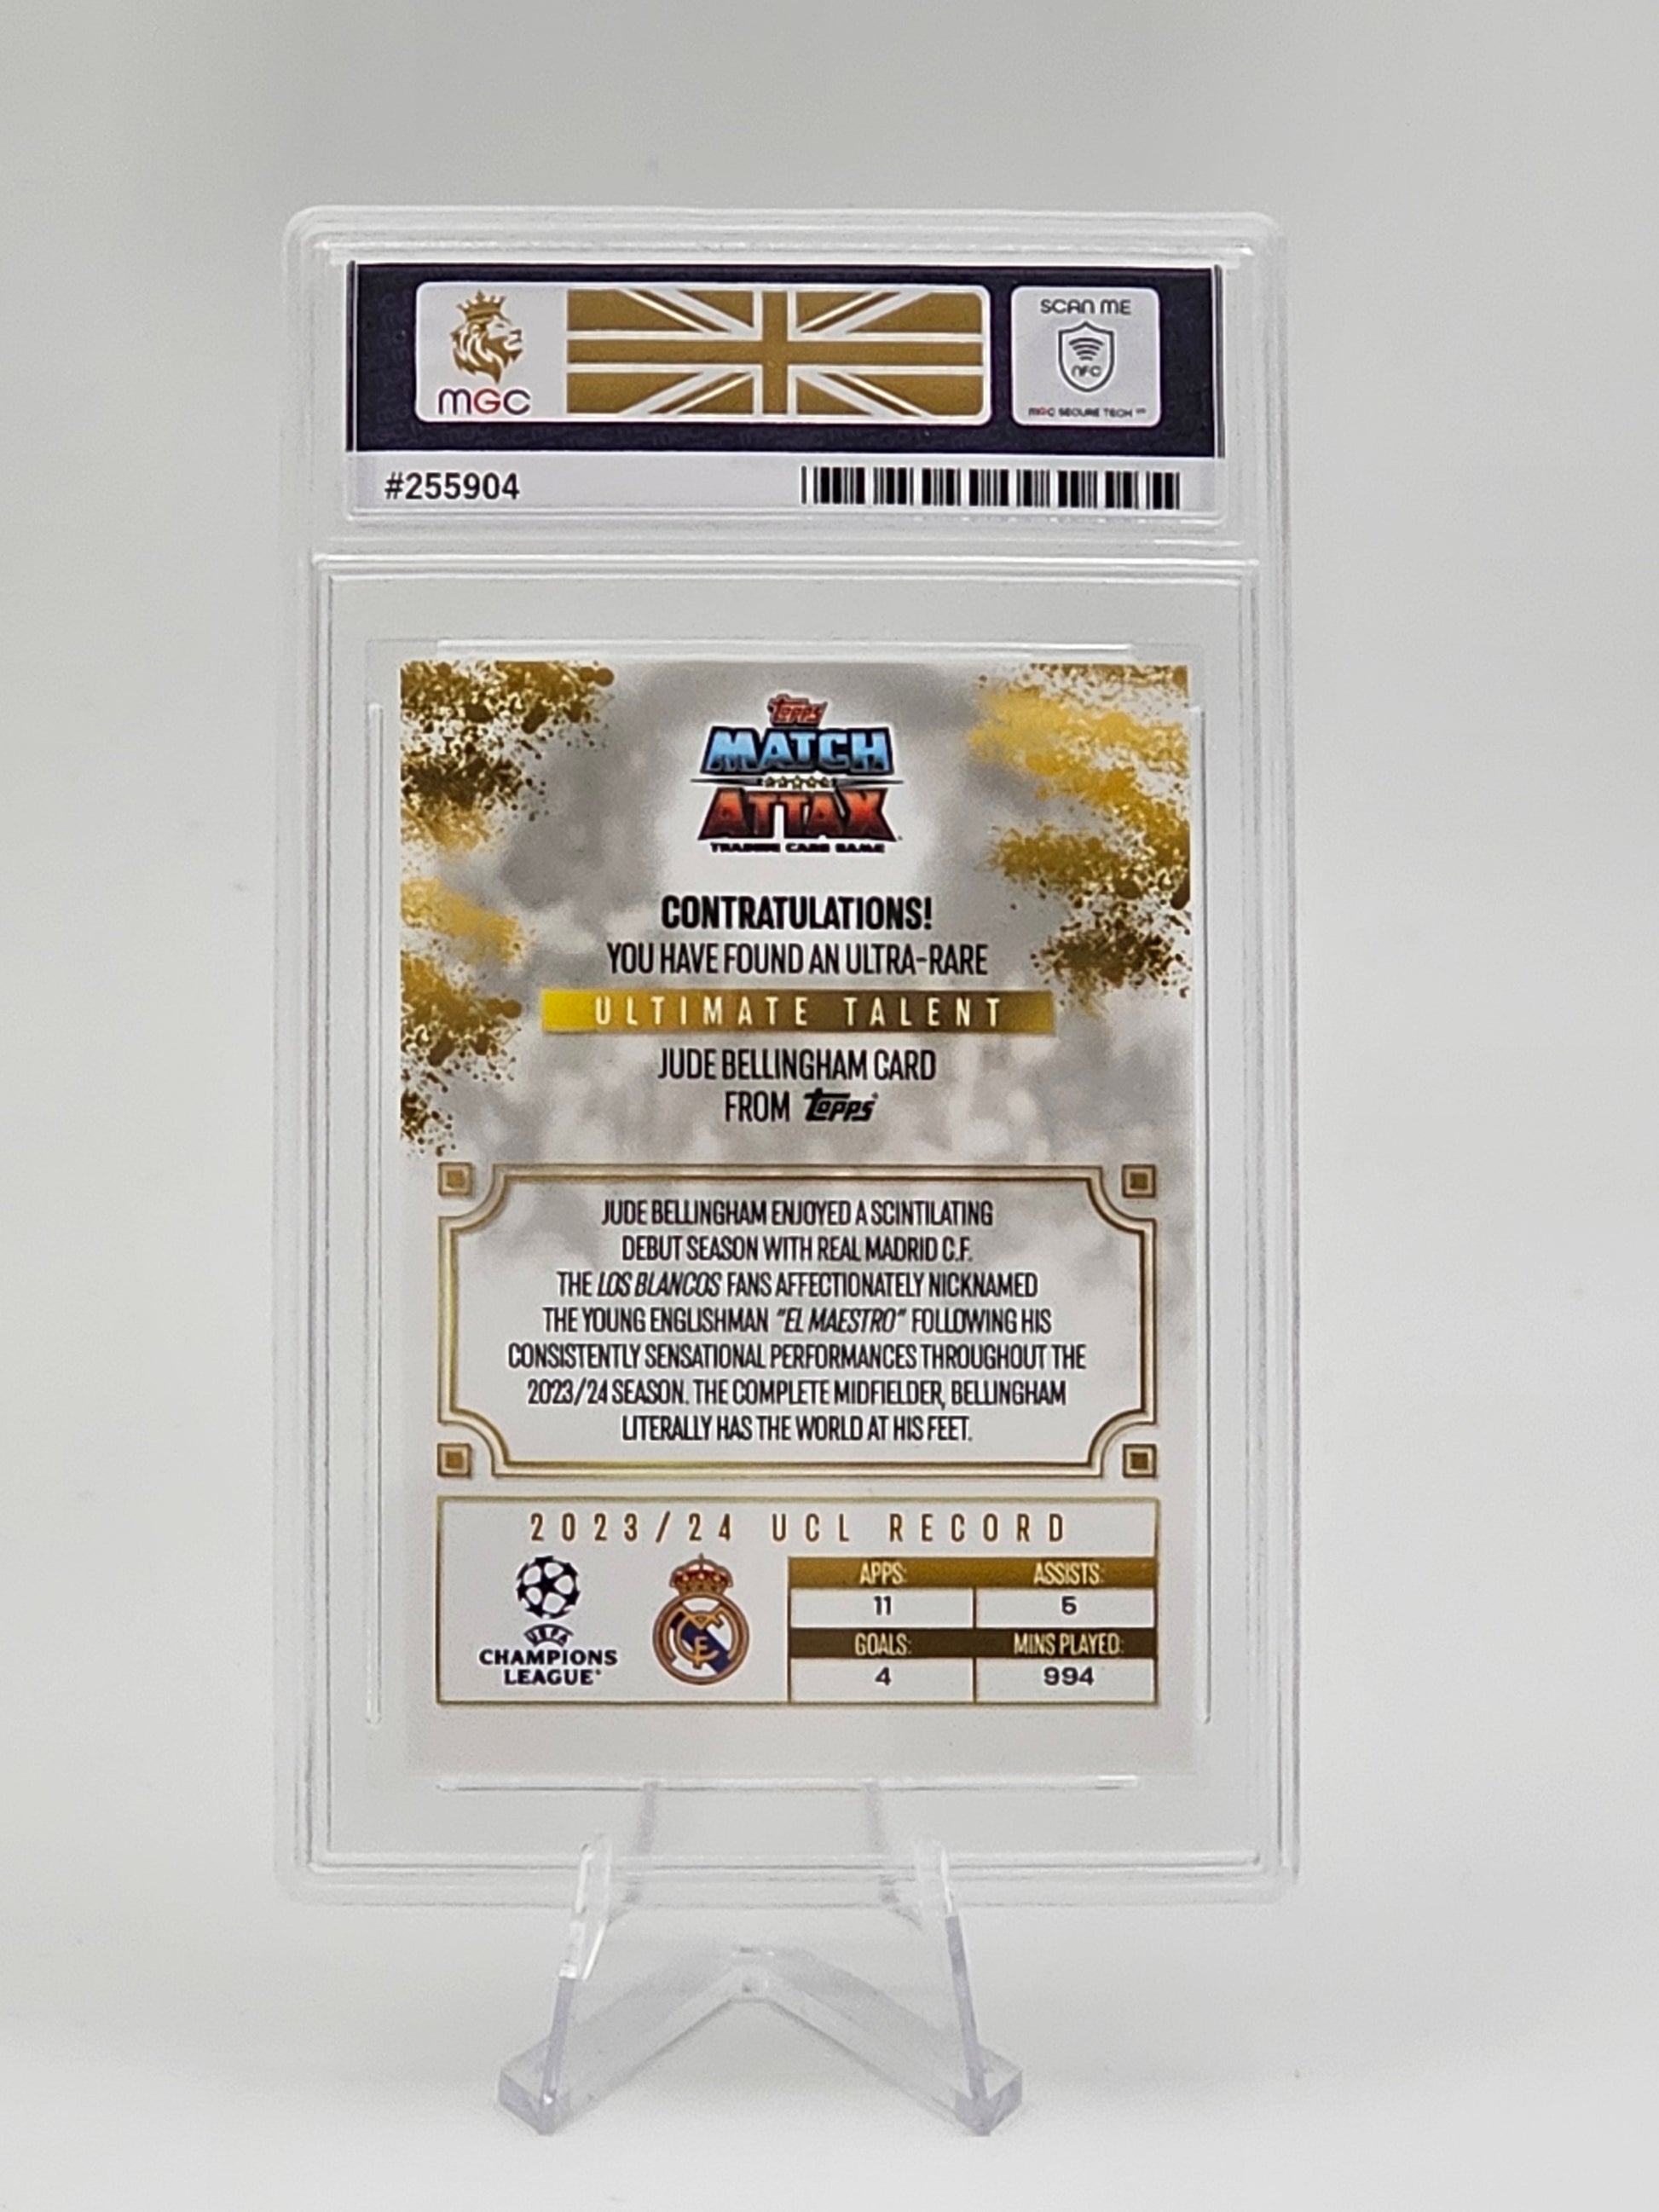 MGC
SCAN ME
NFC
MGC SECURE TECH
#255904
Topps
MATCH
ATTAX
TRADING CARD GAME
CONTRATULATIONS!
YOU HAVE FOUND AN ULTRA-RARE
ULTIMATE TALENT
JUDE BELLINGHAM CARD
FROM Topps
JUDE BELLINGHAM ENJOYED A SCINTILATING
DEBUT SEASON WITH REAL MADRID C.F.
THE LOS BLANCOS FANS AFFECTIONATELY NICKNAMED
THE YOUNG ENGLISHMAN "EL MAESTRO" FOLLOWING HIS
CONSISTENTLY SENSATIONAL PERFORMANCES THROUGHOUT THE
2023/24 SEASON. THE COMPLETE MIDFIELDER, BELLINGHAM
LITERALLY HAS THE WORLD AT HIS FEET.
2023/24 UCL RECORD
UEFA
CHAMPIONS
LEAGUE
APPS: ASSISTS:
11 5
GOALS: MINS PLAYED:
4 994